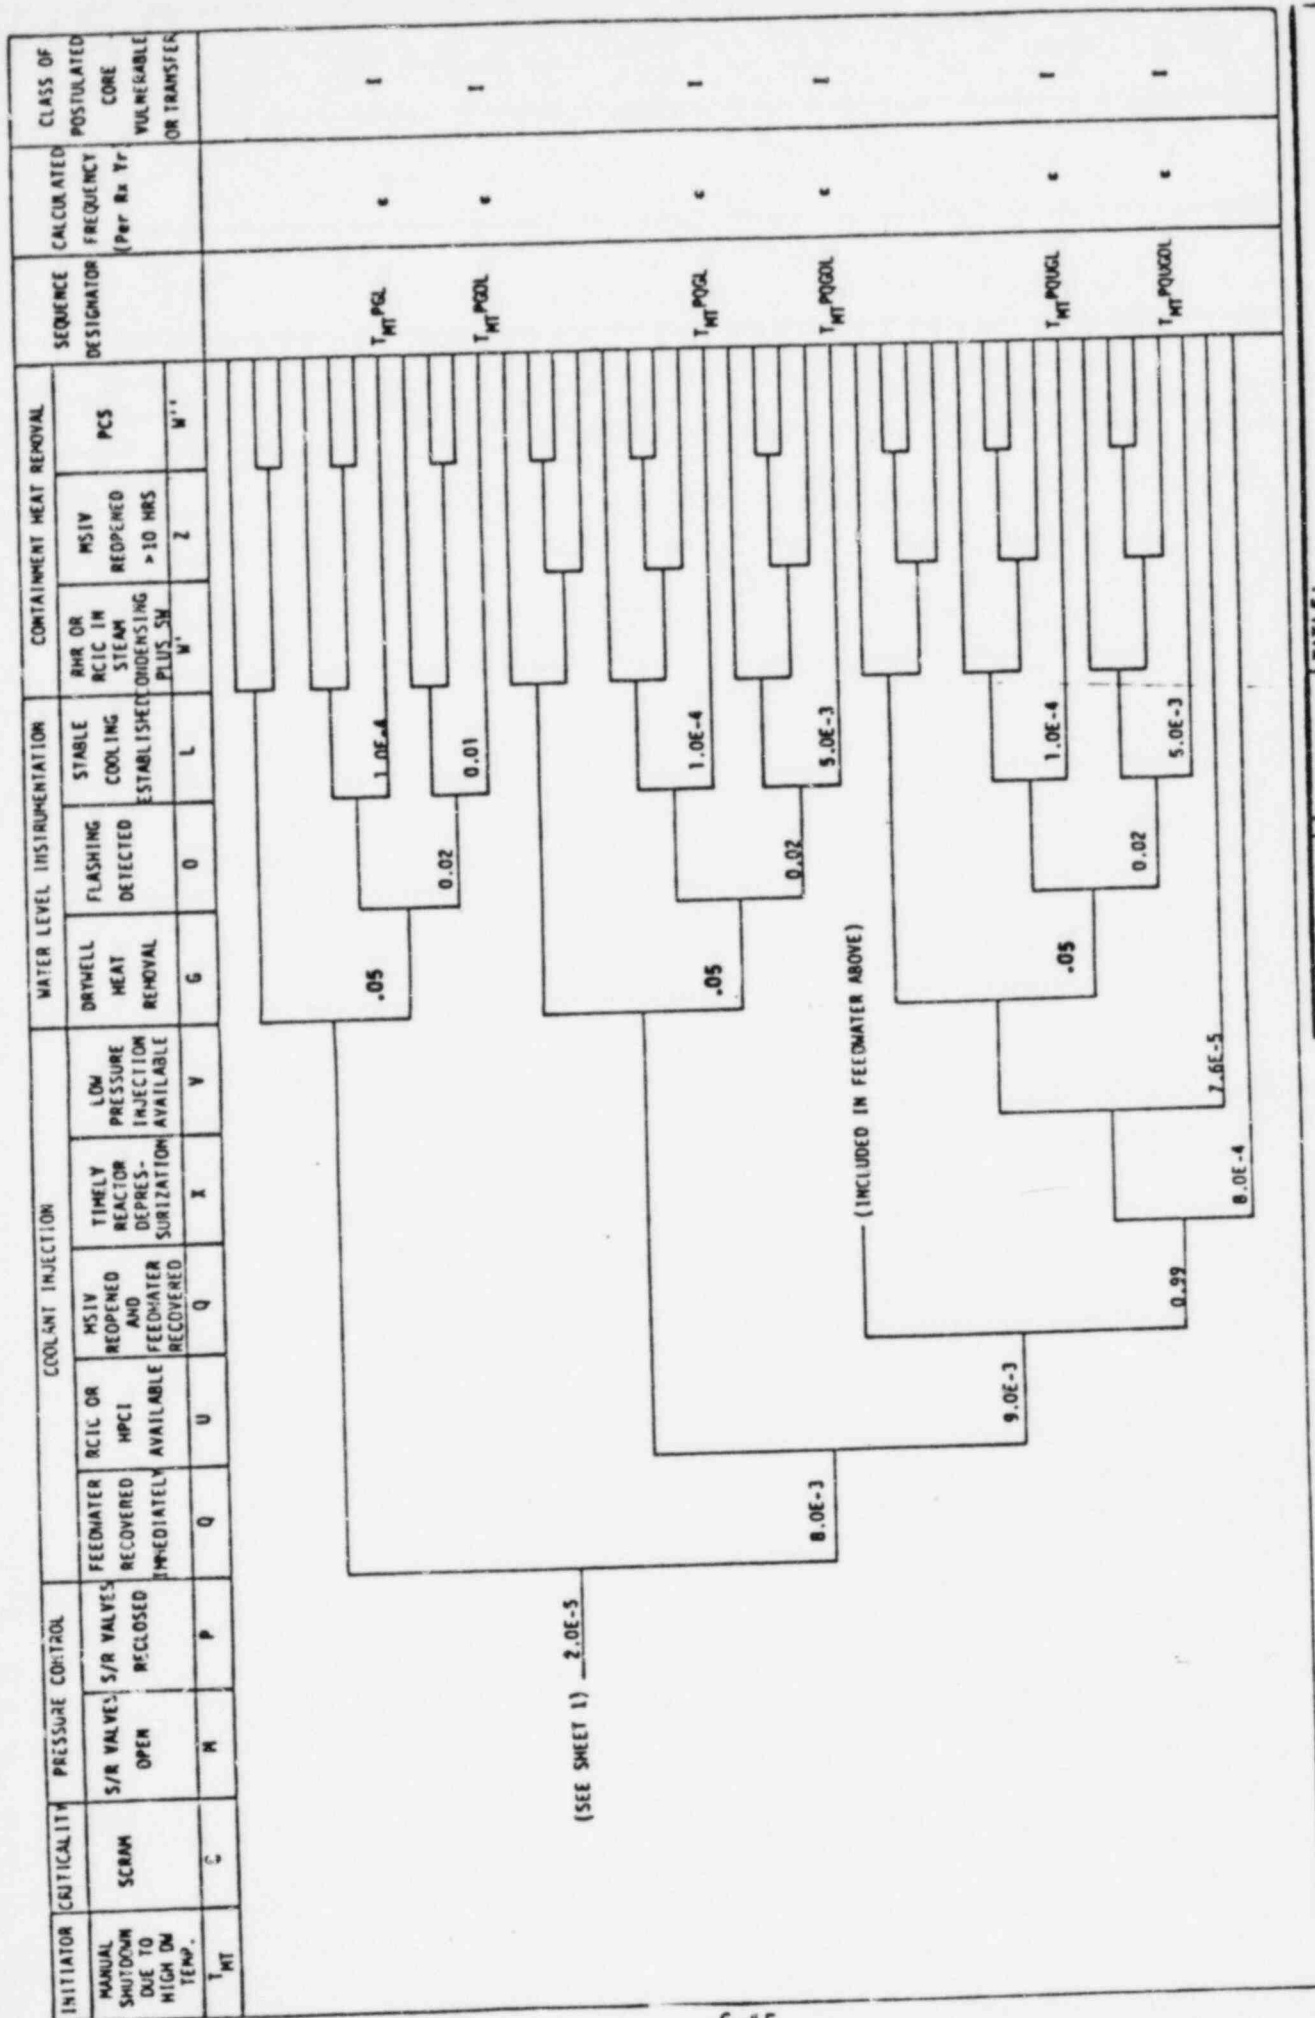 INITIATOR
CRITICALITY
PRESSURE CONTROL
COOLANT INJECTION
WATER LEVEL INSTRUMENTATION
CONTAINMENT HEAT REMOVAL
SEQUENCE
DESIGNATOR
CALCULATED
FREQUENCY
(Per Rx Yr)
CLASS OF
POSTULATED
CORE
VULNERABLE
OR TRANSFER
MANUAL
SHUTDOWN
DUE TO
HIGH DW
TEMP.
SCRAM
S/R VALVES
OPEN
S/R VALVES
RECLOSED
FEEDWATER
RECOVERED
IMMEDIATELY
RCIC OR
HPCI
AVAILABLE
MSIV
REOPENED
AND
FEEDWATER
RECOVERED
TIMELY
REACTOR
DEPRES-
SURIZATION
LOW
PRESSURE
INJECTION
AVAILABLE
DRYWELL
HEAT
REMOVAL
FLASHING
DETECTED
STABLE
COOLING
ESTABLISHED
RHR OR
RCIC IN
STEAM
CONDENSING
PLUS SW
MSIV
REOPENED
>10 HRS
PCS
T_MT
C
M
P
Q
U
Q
X
V
G
O
L
W'
Z
W''
.05
0.02
1.0E-4
0.01
T_MT PGL ε I
T_MT PGOL ε I
(SEE SHEET 1) 2.0E-5
8.0E-3
.05
0.02
1.0E-4
5.0E-3
T_MT PQGL ε I
T_MT PQGOL ε I
(INCLUDED IN FEEDWATER ABOVE)
9.0E-3
0.99
8.0E-4
7.6E-5
.05
0.02
1.0E-4
5.0E-3
T_MT PQUGL ε I
T_MT PQUGOL ε I